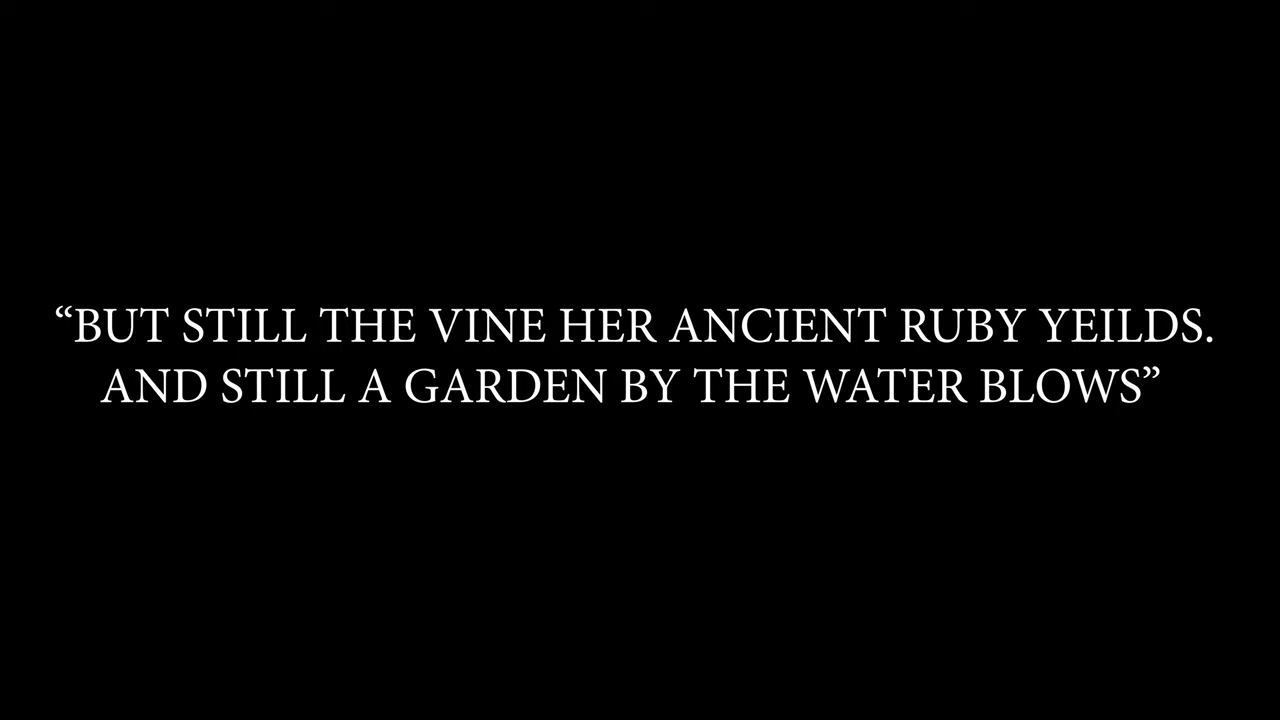 “BUT STILL THE VINE HER ANCIENT RUBY YEILDS.
AND STILL A GARDEN BY THE WATER BLOWS”